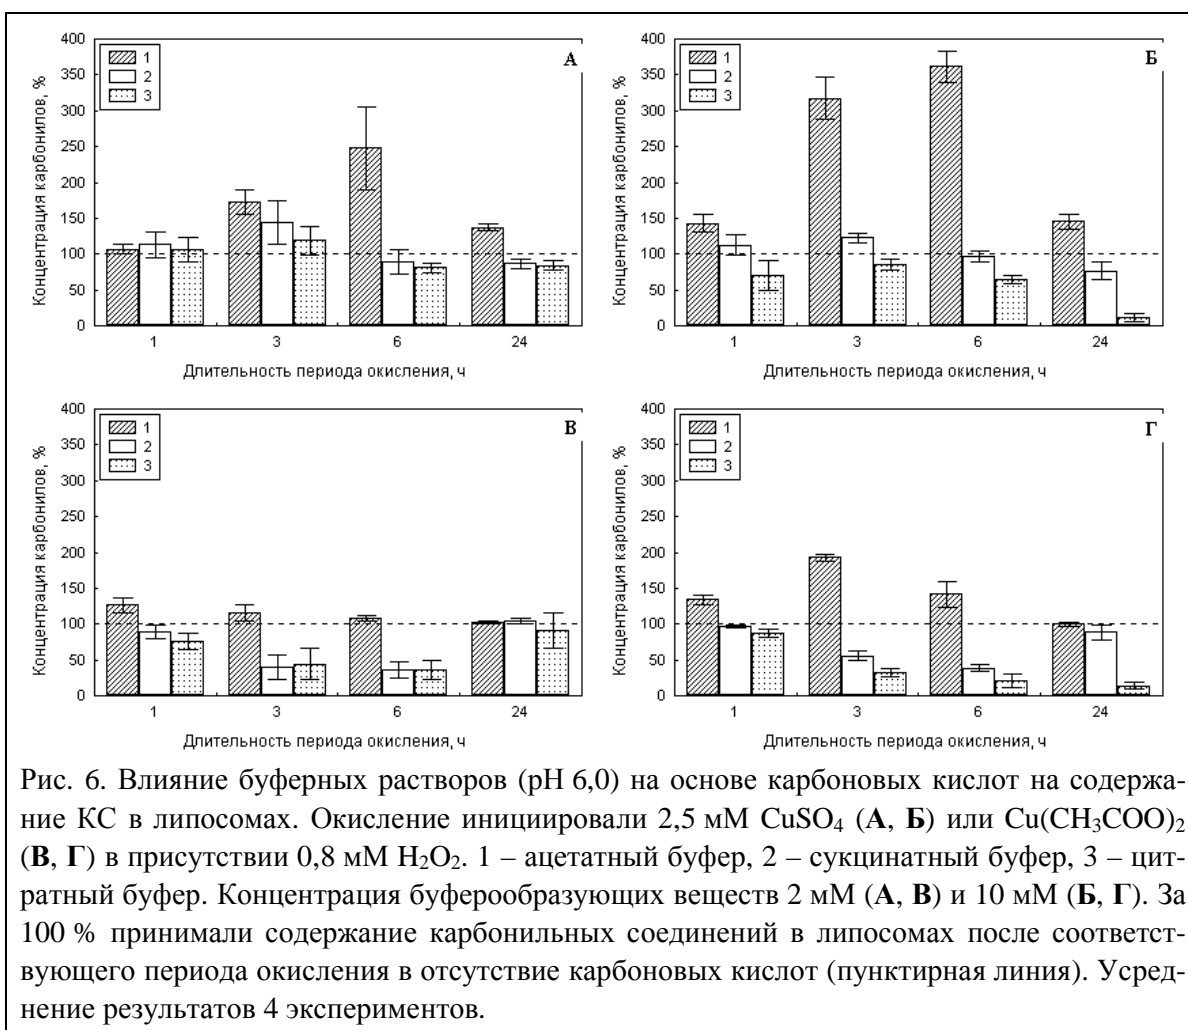 400
350
300
250
200
150
100
50
0
Концентрация карбонилов, %
1
2
3
А
1 3 6 24
Длительность периода окисления, ч
400
350
300
250
200
150
100
50
0
Концентрация карбонилов, %
1
2
3
Б
1 3 6 24
Длительность периода окисления, ч
400
350
300
250
200
150
100
50
0
Концентрация карбонилов, %
1
2
3
В
1 3 6 24
Длительность периода окисления, ч
400
350
300
250
200
150
100
50
0
Концентрация карбонилов, %
1
2
3
Г
1 3 6 24
Длительность периода окисления, ч
Рис. 6. Влияние буферных растворов (pH 6,0) на основе карбоновых кислот на содержа-
ние КС в липосомах. Окисление инициировали 2,5 мМ CuSO₄ (А, Б) или Cu(CH₃COO)₂
(В, Г) в присутствии 0,8 мМ H₂O₂. 1 – ацетатный буфер, 2 – сукцинатный буфер, 3 – цит-
ратный буфер. Концентрация буферообразующих веществ 2 мМ (А, В) и 10 мМ (Б, Г). За
100 % принимали содержание карбонильных соединений в липосомах после соответст-
вующего периода окисления в отсутствие карбоновых кислот (пунктирная линия). Усред-
нение результатов 4 экспериментов.